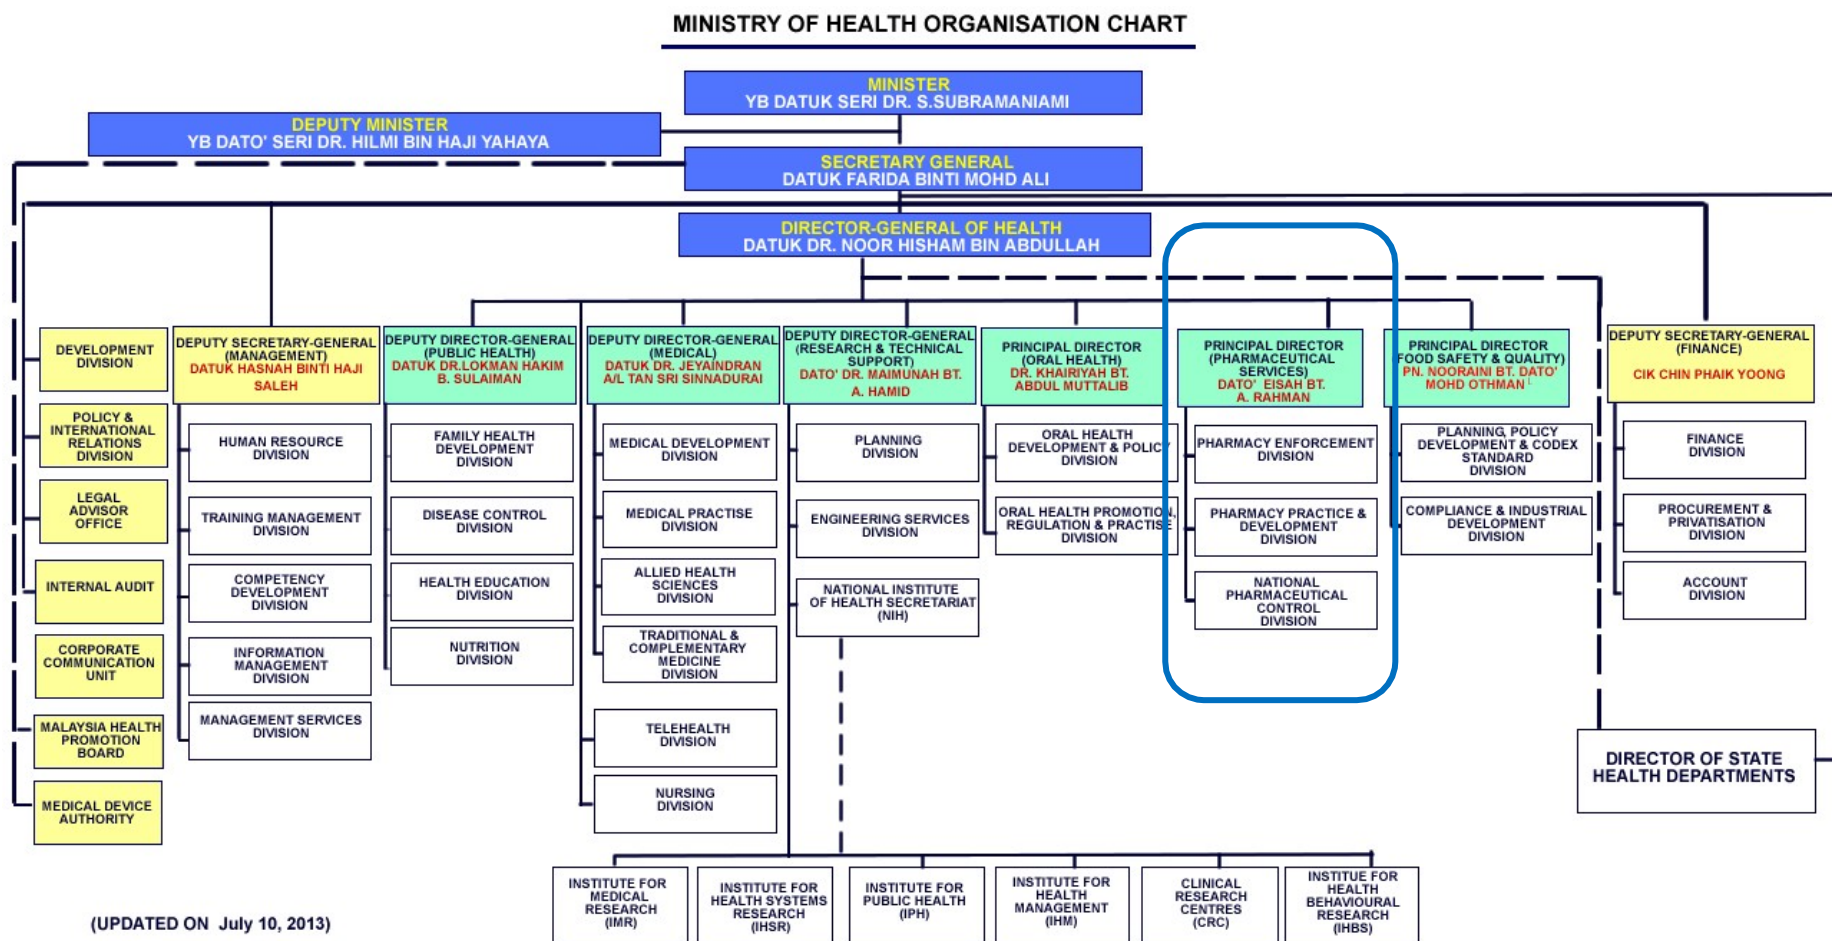 MINISTRY OF HEALTH ORGANISATION CHART
MINISTER
YB DATUK SERI DR. S.SUBRAMANIAMI
DEPUTY MINISTER
YB DATO' SERI DR. HILMI BIN HAJI YAHAYA
SECRETARY GENERAL
DATUK FARIDA BINTI MOHD ALI
DIRECTOR-GENERAL OF HEALTH
DATUK DR. NOOR HISHAM BIN ABDULLAH
DEVELOPMENT
DIVISION
POLICY &
INTERNATIONAL
RELATIONS
DIVISION
LEGAL
ADVISOR
OFFICE
INTERNAL AUDIT
CORPORATE
COMMUNICATION
UNIT
MALAYSIA HEALTH
PROMOTION
BOARD
MEDICAL DEVICE
AUTHORITY
DEPUTY SECRETARY-GENERAL
(MANAGEMENT)
DATUK HASNAH BINTI HAJI
SALEH
HUMAN RESOURCE
DIVISION
TRAINING MANAGEMENT
DIVISION
COMPETENCY
DEVELOPMENT
DIVISION
INFORMATION
MANAGEMENT
DIVISION
MANAGEMENT SERVICES
DIVISION
DEPUTY DIRECTOR-GENERAL
(PUBLIC HEALTH)
DATUK DR.LOKMAN HAKIM
B. SULAIMAN
FAMILY HEALTH
DEVELOPMENT
DIVISION
DISEASE CONTROL
DIVISION
HEALTH EDUCATION
DIVISION
NUTRITION
DIVISION
DEPUTY DIRECTOR-GENERAL
(MEDICAL)
DATUK DR. JEYAINDRAN
A/L TAN SRI SINNADURAI
MEDICAL DEVELOPMENT
DIVISION
MEDICAL PRACTISE
DIVISION
ALLIED HEALTH
SCIENCES
DIVISION
TRADITIONAL &
COMPLEMENTARY
MEDICINE
DIVISION
TELEHEALTH
DIVISION
NURSING
DIVISION
DEPUTY DIRECTOR-GENERAL
(RESEARCH & TECHNICAL
SUPPORT)
DATO' DR. MAIMUNAH BT.
A. HAMID
PLANNING
DIVISION
ENGINEERING SERVICES
DIVISION
NATIONAL INSTITUTE
OF HEALTH SECRETARIAT
(NIH)
PRINCIPAL DIRECTOR
(ORAL HEALTH)
DR. KHAIRIYAH BT.
ABDUL MUTTALIB
ORAL HEALTH
DEVELOPMENT & POLICY
DIVISION
ORAL HEALTH PROMOTION,
REGULATION & PRACTISE
DIVISION
PRINCIPAL DIRECTOR
(PHARMACEUTICAL
SERVICES)
DATO' EISAH BT.
A. RAHMAN
PHARMACY ENFORCEMENT
DIVISION
PHARMACY PRACTICE &
DEVELOPMENT
DIVISION
NATIONAL
PHARMACEUTICAL
CONTROL
DIVISION
PRINCIPAL DIRECTOR
(FOOD SAFETY & QUALITY)
PN. NOORAINI BT. DATO'
MOHD OTHMAN
PLANNING, POLICY
DEVELOPMENT & CODEX
STANDARD
DIVISION
COMPLIANCE & INDUSTRIAL
DEVELOPMENT
DIVISION
DEPUTY SECRETARY-GENERAL
(FINANCE)
CIK CHIN PHAIK YOONG
FINANCE
DIVISION
PROCUREMENT &
PRIVATISATION
DIVISION
ACCOUNT
DIVISION
DIRECTOR OF STATE
HEALTH DEPARTMENTS
INSTITUTE FOR
MEDICAL
RESEARCH
(IMR)
INSTITUTE FOR
HEALTH SYSTEMS
RESEARCH
(IHSR)
INSTITUTE FOR
PUBLIC HEALTH
(IPH)
INSTITUTE FOR
HEALTH
MANAGEMENT
(IHM)
CLINICAL
RESEARCH
CENTRES
(CRC)
INSTITUE FOR
HEALTH
BEHAVIOURAL
RESEARCH
(IHBS)
(UPDATED ON July 10, 2013)